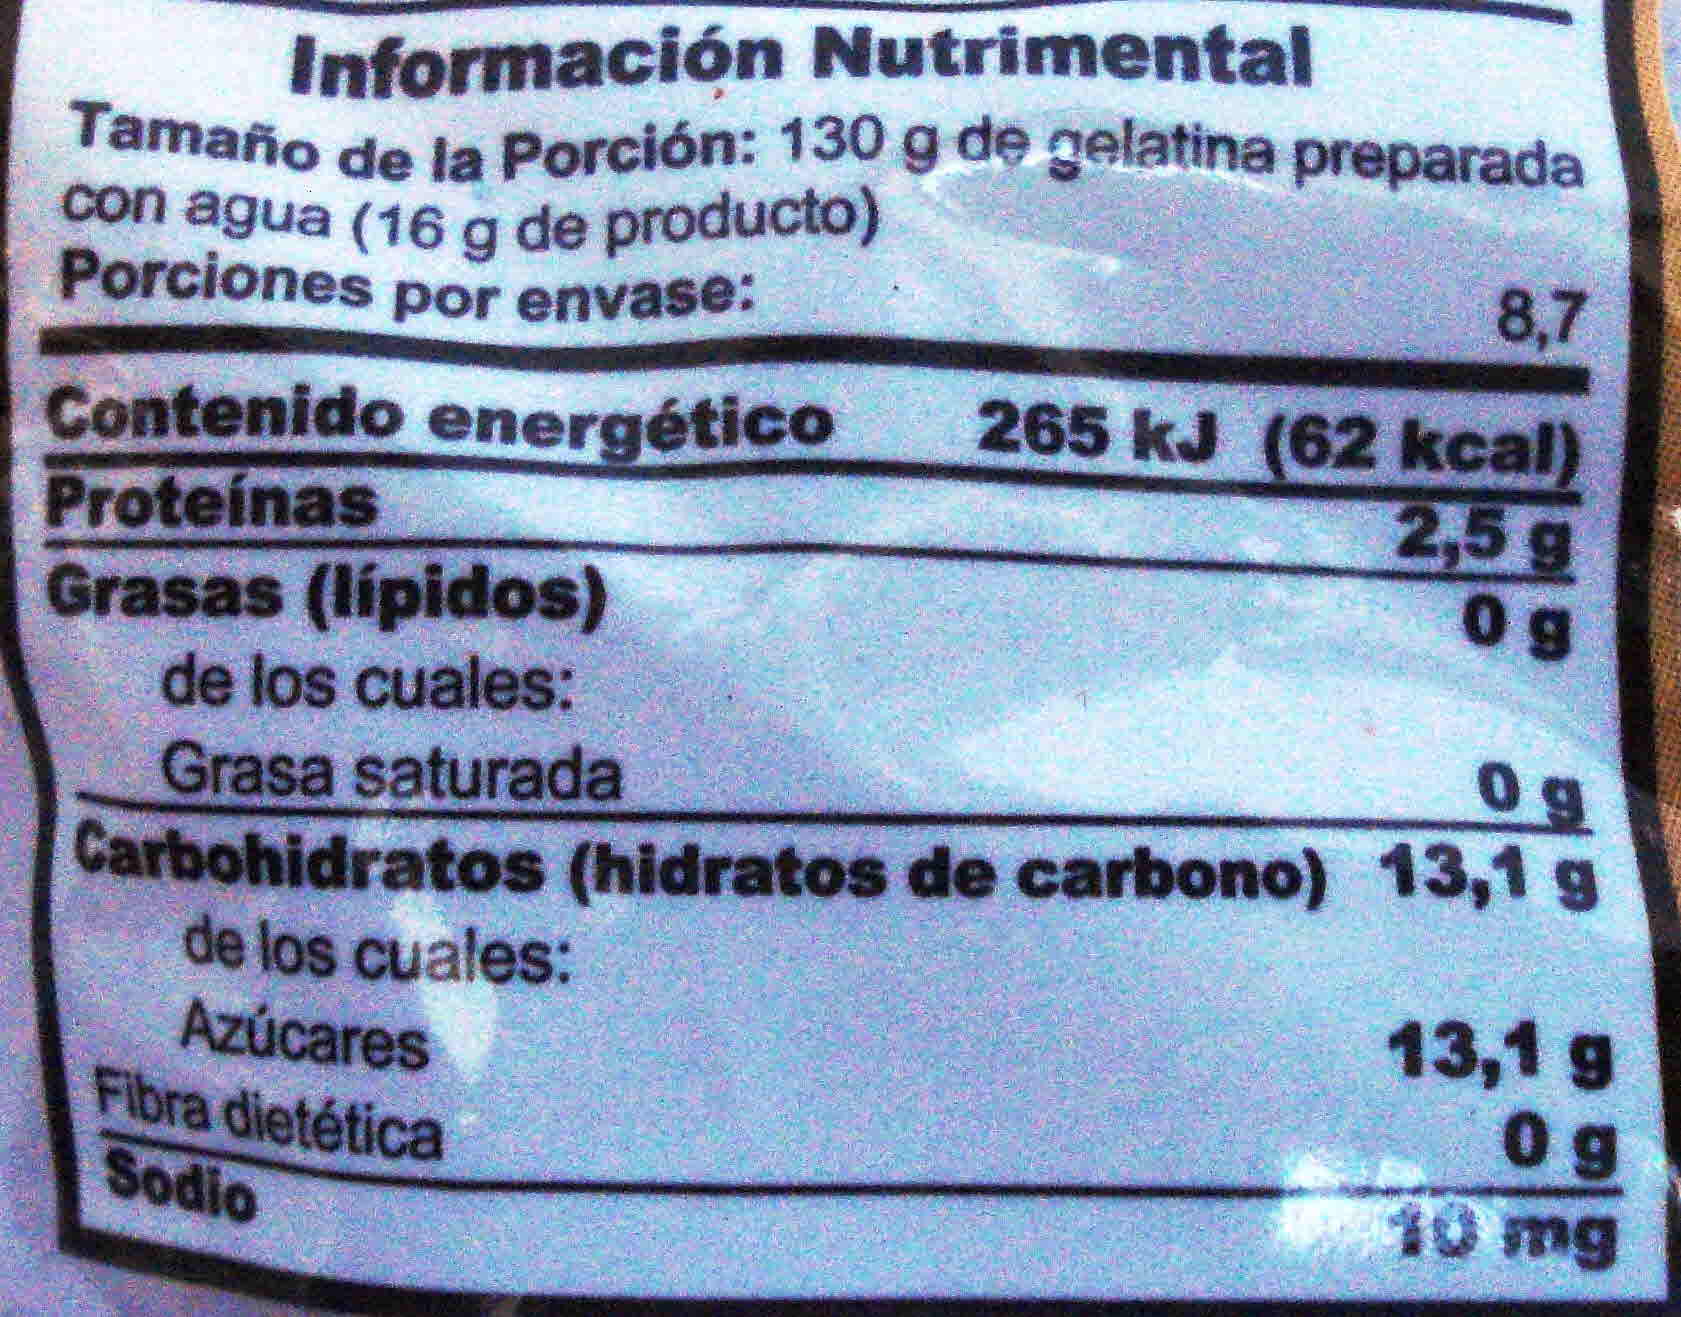 Información Nutrimental
Tamaño de la Porción: 130 g de gelatina preparada
con agua (16 g de producto)
Porciones por envase: 8,7
Contenido energético 265 kJ (62 kcal)
Proteínas 2,5 g
Grasas (lípidos) 0 g
de los cuales:
Grasa saturada 0 g
Carbohidratos (hidratos de carbono) 13,1 g
de los cuales:
Azúcares 13,1 g
Fibra dietética 0 g
Sodio 10 mg